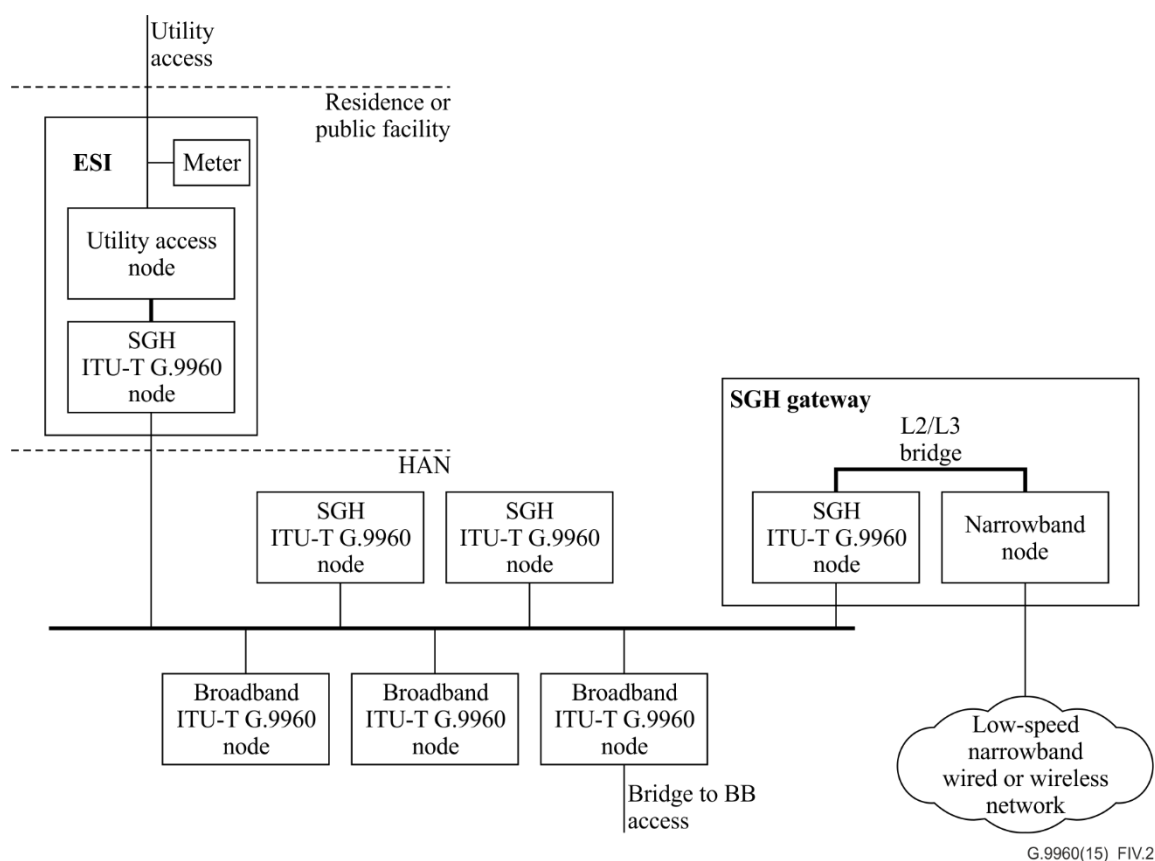 Utility
access
Residence or
public facility
ESI
Meter
Utility access
node
SGH
ITU-T G.9960
node
HAN
SGH gateway
L2/L3
bridge
SGH
ITU-T G.9960
node
SGH
ITU-T G.9960
node
SGH
ITU-T G.9960
node
Narrowband
node
Broadband
ITU-T G.9960
node
Broadband
ITU-T G.9960
node
Broadband
ITU-T G.9960
node
Bridge to BB
access
Low-speed
narrowband
wired or wireless
network
G.9960(15)_FIV.2